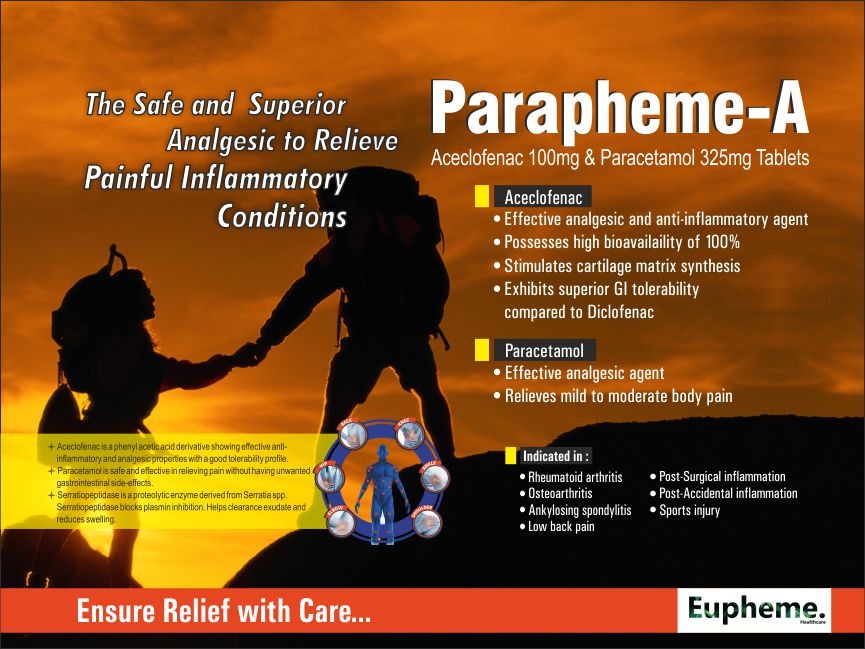 The Safe and Superior
Analgesic to Relieve
Painful Inflammatory
Conditions
Parapheme-A
Aceclofenac 100mg & Paracetamol 325mg Tablets
Aceclofenac
• Effective analgesic and anti-inflammatory agent
• Possesses high bioavailaility of 100%
• Stimulates cartilage matrix synthesis
• Exhibits superior GI tolerability
compared to Diclofenac
Paracetamol
• Effective analgesic agent
• Relieves mild to moderate body pain
Aceclofenac is a phenyl acetic acid derivative showing effective anti-
inflammatory and analgesic properties with a good tolerability profile.
Paracetamol is safe and effective in relieving pain without having unwanted
gastrointestinal side-effects.
Serratiopeptidase is a proteolytic enzyme derived from Serratia spp.
Serratiopeptidase blocks plasmin inhibition. Helps clearance exudate and
reduces swelling.
Indicated in :
• Rheumatoid arthritis
• Osteoarthritis
• Ankylosing spondylitis
• Low back pain
• Post-Surgical inflammation
• Post-Accidental inflammation
• Sports injury
Ensure Relief with Care...
Eupheme.
Healthcare